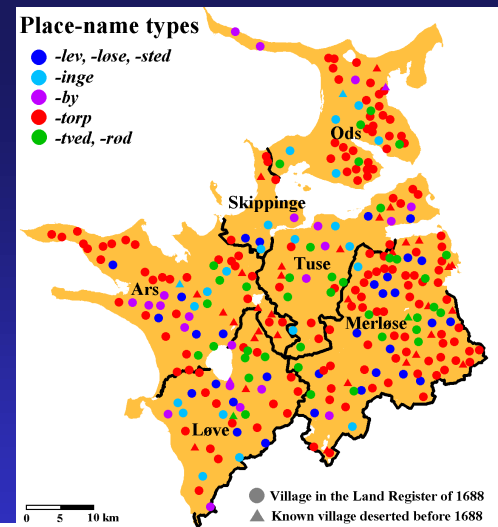 Place-name types
-lev, -løse, -sted
-inge
-by
-torp
-tved, -rød
Ods
Skippinge
Tuse
Ars
Merløse
Løve
0 5 10 km
Village in the Land Register of 1688
Known village deserted before 1688